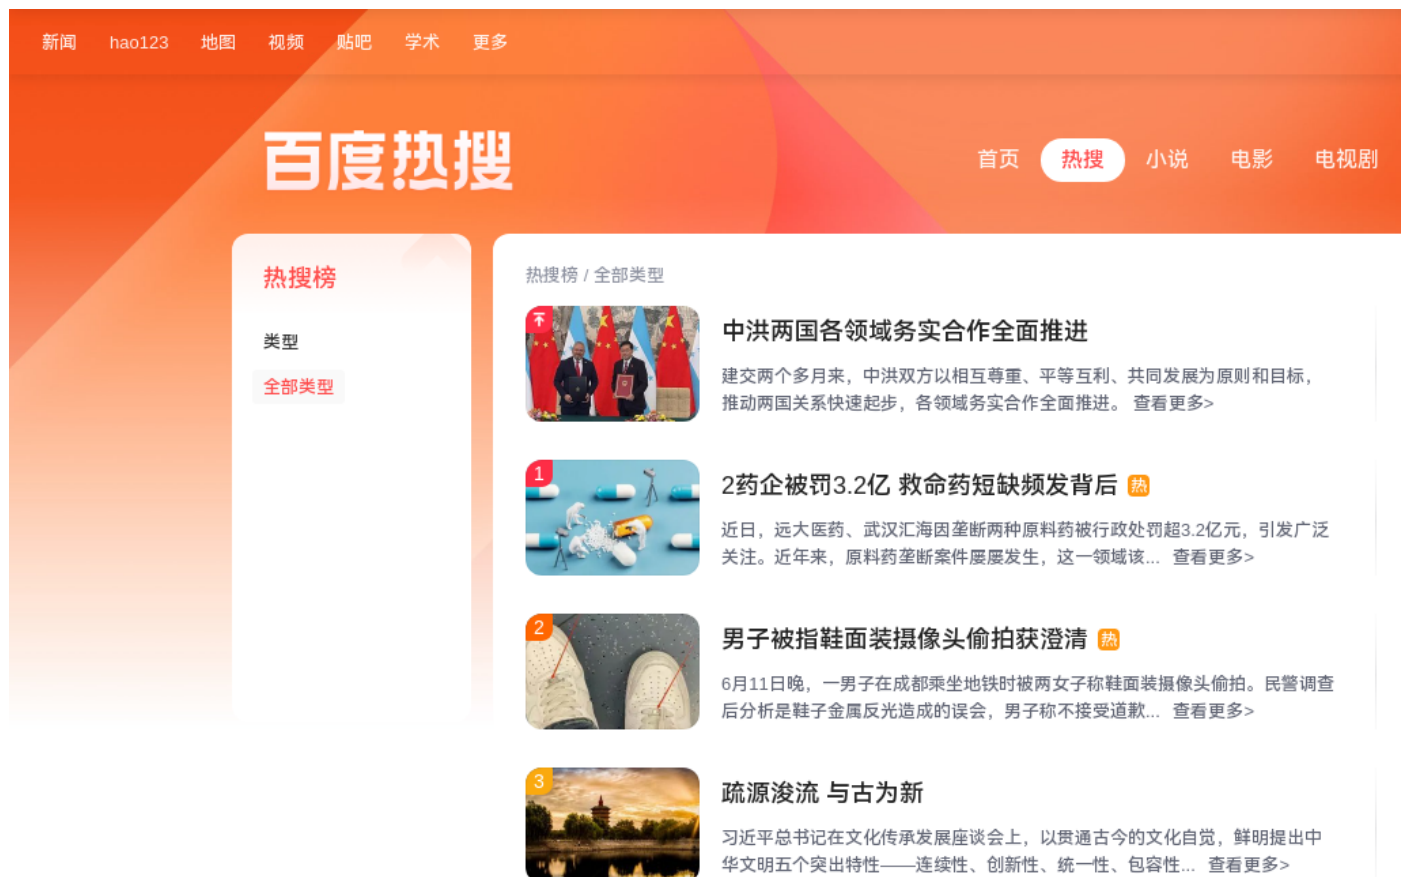 新闻 hao123 地图 视频 贴吧 学术 更多
百度热搜
首页 热搜 小说 电影 电视剧
热搜榜
类型
全部类型
热搜榜 / 全部类型
中洪两国各领域务实合作全面推进
建交两个多月来，中洪双方以相互尊重、平等互利、共同发展为原则和目标，
推动两国关系快速起步，各领域务实合作全面推进。 查看更多>
1
2药企被罚3.2亿 救命药短缺频发背后 热
近日，远大医药、武汉汇海因垄断两种原料药被行政处罚超3.2亿元，引发广泛
关注。近年来，原料药垄断案件屡屡发生，这一领域该... 查看更多>
2
男子被指鞋面装摄像头偷拍获澄清 热
6月11日晚，一男子在成都乘坐地铁时被两女子称鞋面装摄像头偷拍。民警调查
后分析是鞋子金属反光造成的误会，男子称不接受道歉... 查看更多>
3
疏源浚流 与古为新
习近平总书记在文化传承发展座谈会上，以贯通古今的文化自觉，鲜明提出中
华文明五个突出特性——连续性、创新性、统一性、包容性... 查看更多>